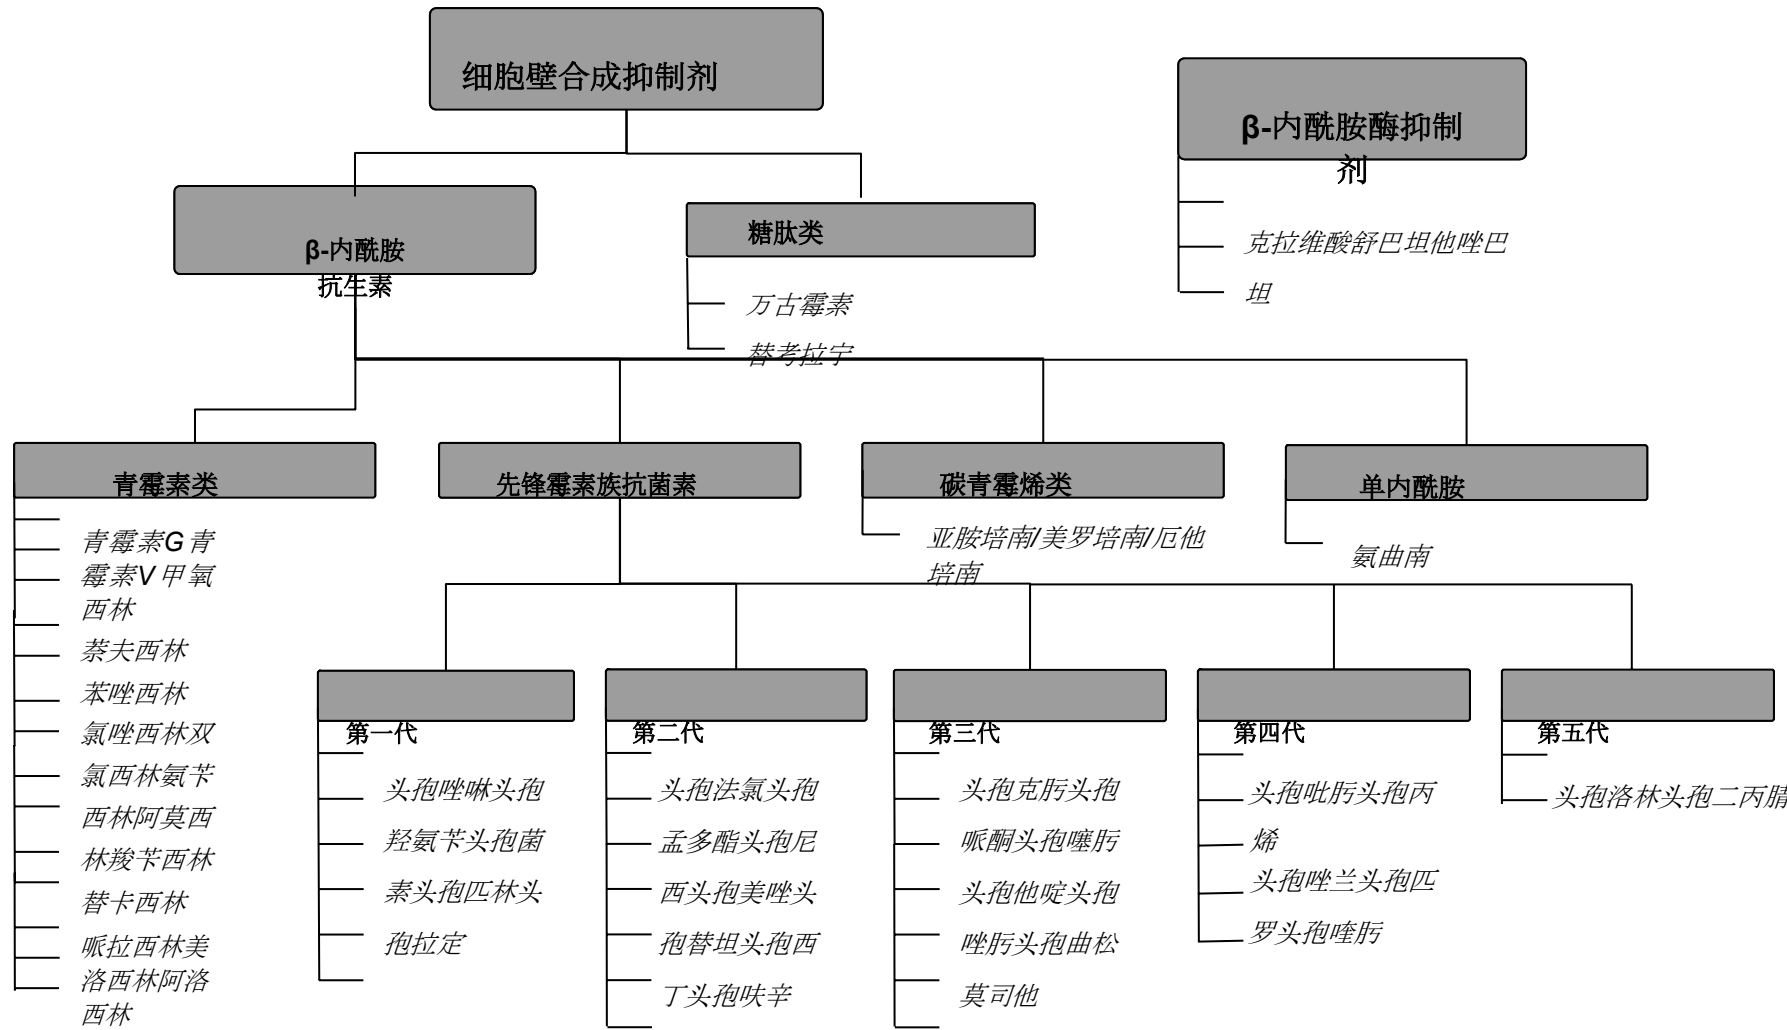 细胞壁合成抑制剂
β-内酰胺酶抑制
剂
β-内酰胺
抗生素
糖肽类
克拉维酸舒巴坦他唑巴
坦
万古霉素
替考拉宁
青霉素类
先锋霉素族抗菌素
碳青霉烯类
单内酰胺
青霉素G青
霉素V甲氧
西林
萘夫西林
苯唑西林
氯唑西林双
氯西林氨苄
西林阿莫西
林羧苄西林
替卡西林
哌拉西林美
洛西林阿洛
西林
亚胺培南/美罗培南/厄他
培南
氨曲南
第一代
头孢唑啉头孢
羟氨苄头孢菌
素头孢匹林头
孢拉定
第二代
头孢法氯头孢
孟多酯头孢尼
西头孢美唑头
孢替坦头孢西
丁头孢呋辛
第三代
头孢克肟头孢
哌酮头孢噻肟
头孢他啶头孢
唑肟头孢曲松
莫司他
第四代
头孢吡肟头孢丙
烯
头孢唑兰头孢匹
罗头孢喹肟
第五代
头孢洛林头孢二丙腈